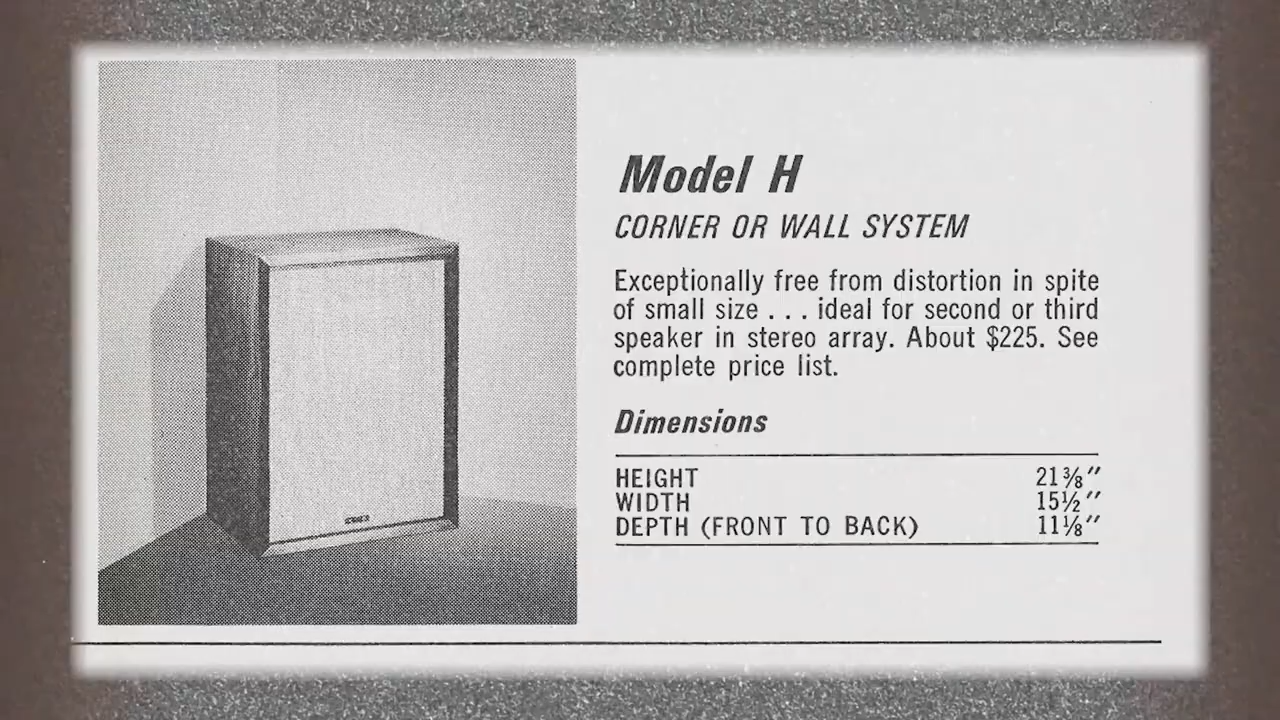 Model H
CORNER OR WALL SYSTEM
Exceptionally free from distortion in spite
of small size . . . ideal for second or third
speaker in stereo array. About $225. See
complete price list.
Dimensions
HEIGHT 21⅜″
WIDTH 15½″
DEPTH (FRONT TO BACK) 11⅛″